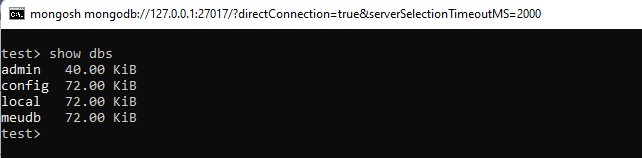 mongosh mongodb://127.0.0.1:27017/?directConnection=true&serverSelectionTimeoutMS=2000
test> show dbs
admin   40.00 KiB
config  72.00 KiB
local   72.00 KiB
meudb   72.00 KiB
test>